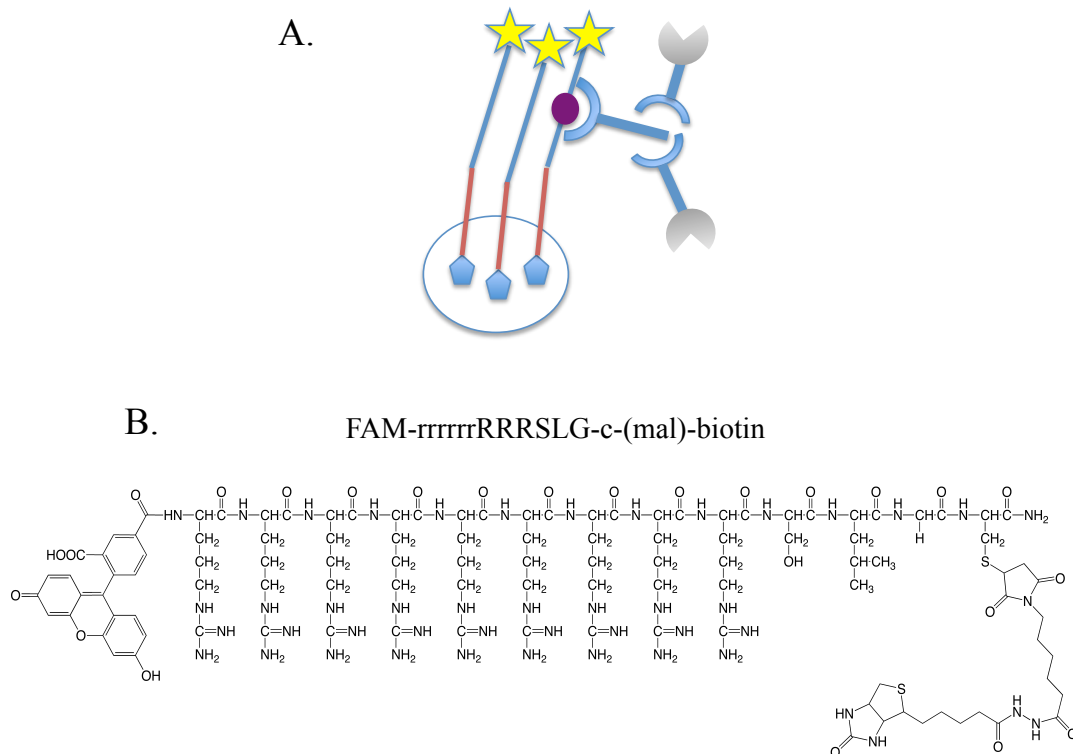 A.
B.
FAM-rrrrrrRRRSLG-c-(mal)-biotin
O O H O H O H O H O H O H O H O H O H O H O H O H O
HN-CH-C-N-CH-C-N-CH-C-N-CH-C-N-CH-C-N-CH-C-N-CH-C-N-CH-C-N-CH-C-N-CH-C-N-CH-C-N-CH-C-N-CH-C-NH₂
CH₂ CH₂ CH₂ CH₂ CH₂ CH₂ CH₂ CH₂ CH₂ CH₂ CH₂ H CH₂
HOOC CH₂ CH₂ CH₂ CH₂ CH₂ CH₂ CH₂ CH₂ CH₂ OH CH-CH₃ S
CH₂ CH₂ CH₂ CH₂ CH₂ CH₂ CH₂ CH₂ CH₂ CH₃ O
O NH NH NH NH NH NH NH NH NH O N
O C=NH C=NH C=NH C=NH C=NH C=NH C=NH C=NH C=NH
NH₂ NH₂ NH₂ NH₂ NH₂ NH₂ NH₂ NH₂ NH₂
OH
S
HN H
NH N-N
O H O O